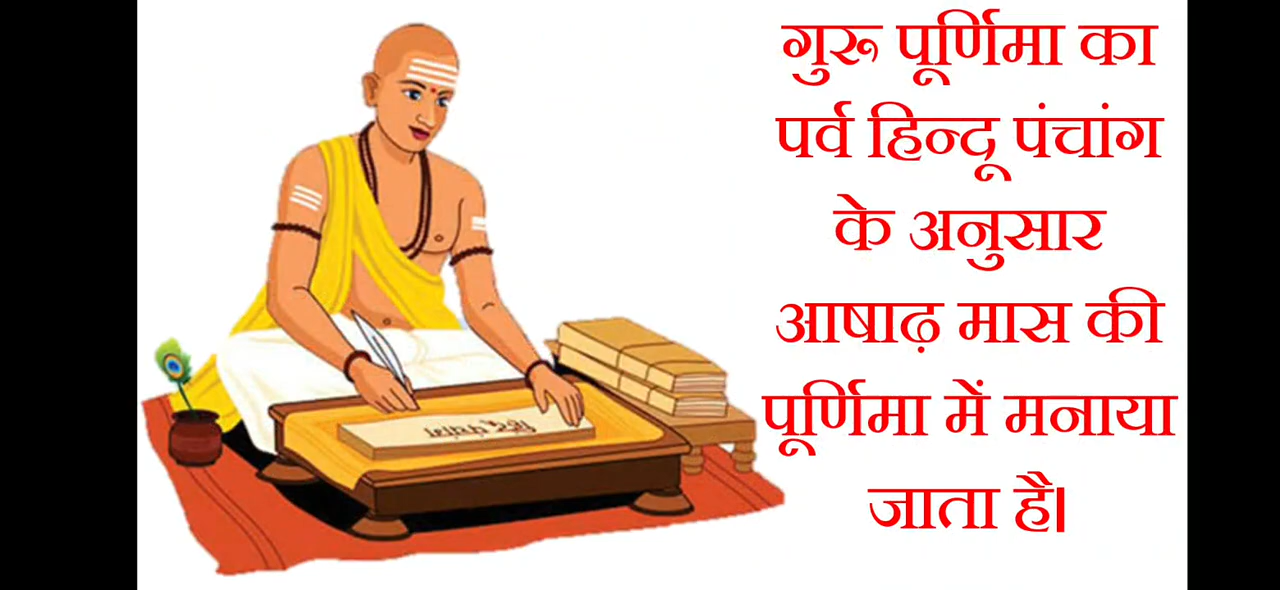 गुरू पूर्णिमा का
पर्व हिन्दू पंचांग
के अनुसार
आषाढ़ मास की
पूर्णिमा में मनाया
जाता है।